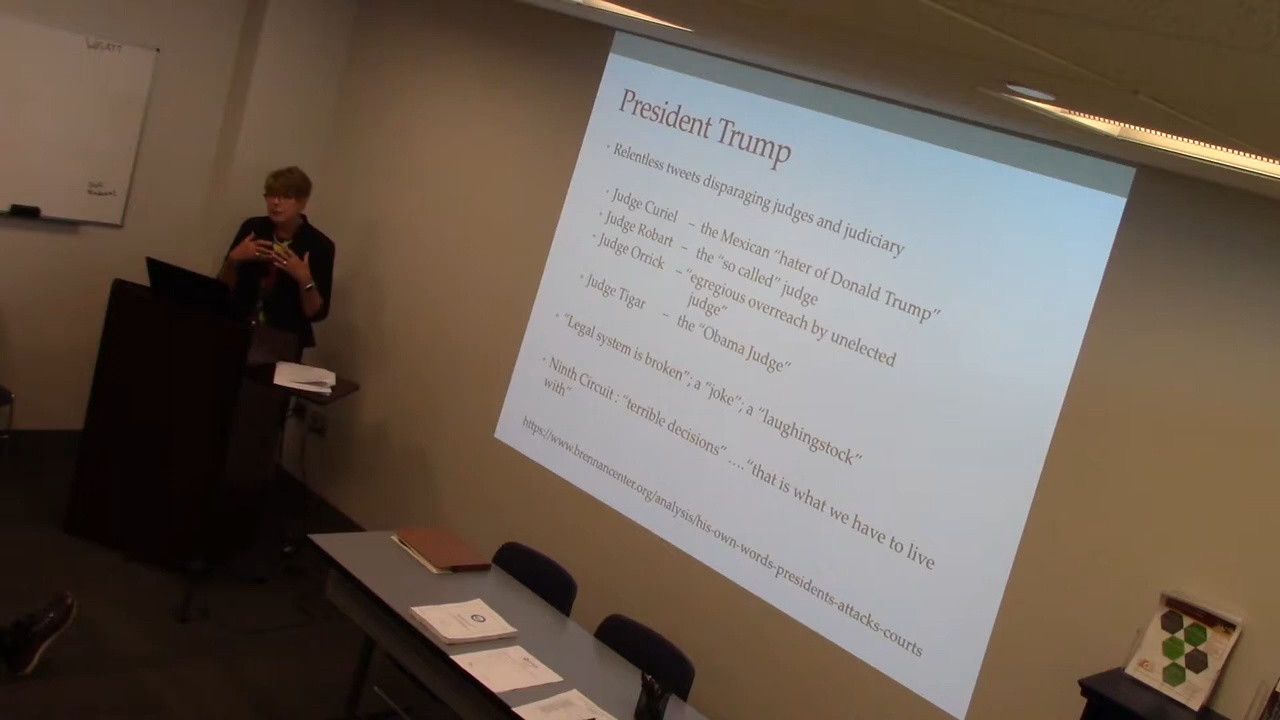 President Trump
• Relentless tweets disparaging judges and judiciary
• Judge Curiel – the Mexican “hater of Donald Trump”
• Judge Robart – the “so called” judge
• Judge Orrick – “egregious overreach by unelected
judge”
• Judge Tigar – the “Obama Judge”
• “Legal system is broken”; a “joke”; a “laughingstock”
• Ninth Circuit : “terrible decisions” …. “that is what we have to live
with”
https://www.brennancenter.org/analysis/his-own-words-presidents-attacks-courts